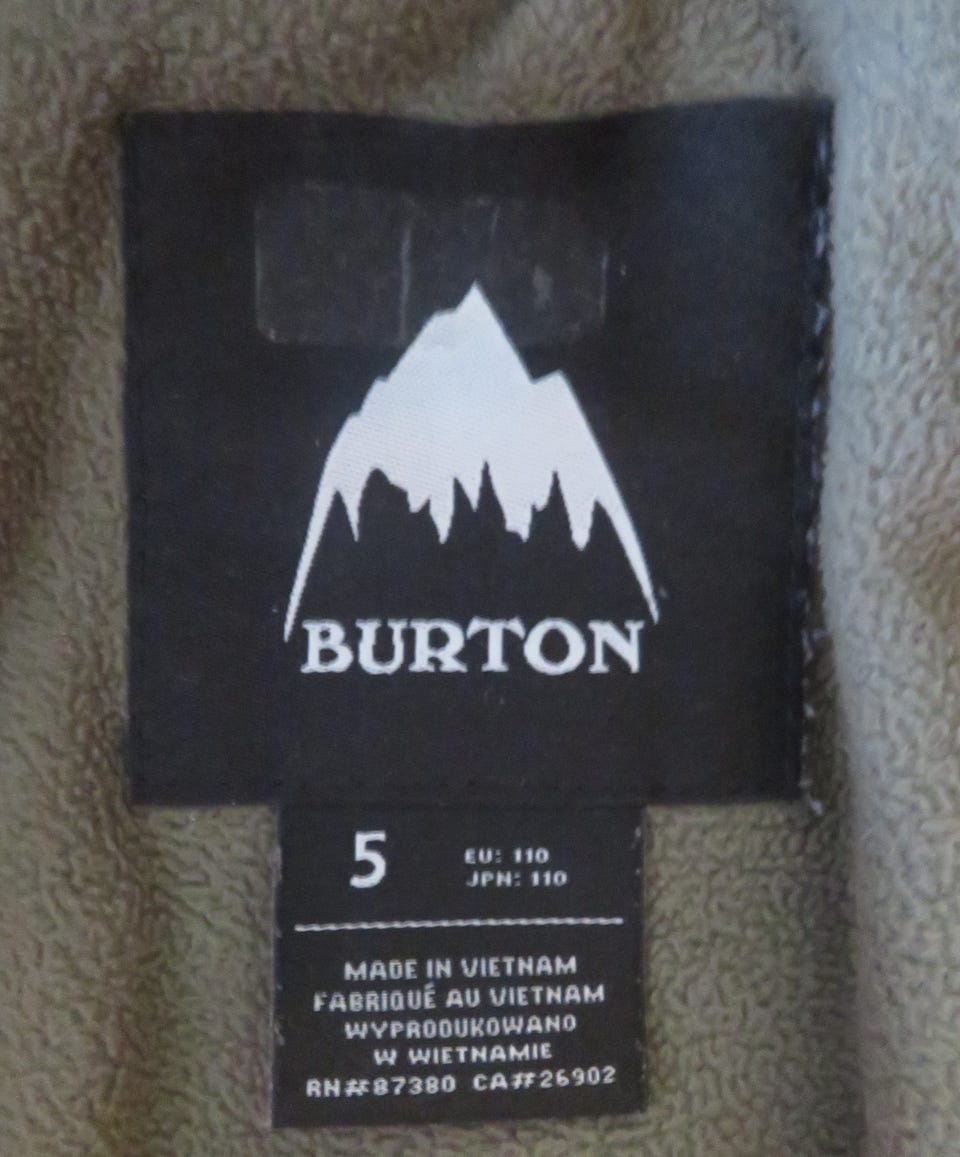 BURTON
5
EU: 110
JPN: 110
MADE IN VIETNAM
FABRIQUÉ AU VIETNAM
WYPRODUKOWANO
W WIETNAMIE
RN#87380 CA#26902